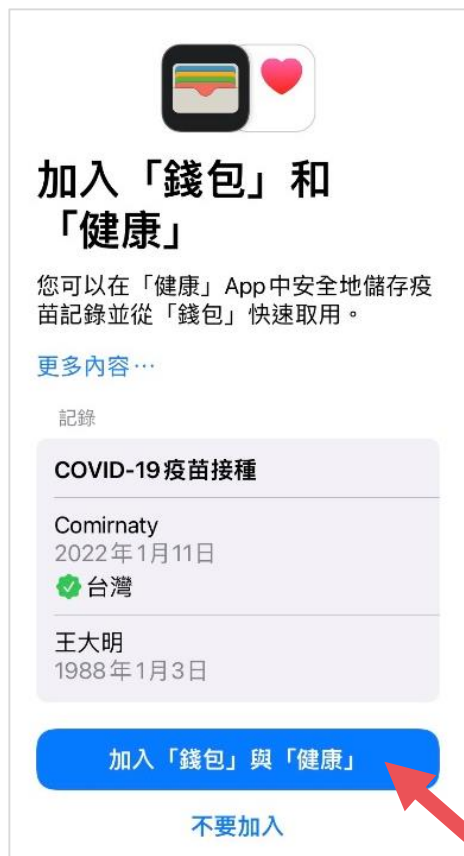 加入「錢包」和
「健康」
您可以在「健康」App中安全地儲存疫
苗記錄並從「錢包」快速取用。
更多內容…
記錄
COVID-19疫苗接種
Comirnaty
2022年1月11日
台灣
王大明
1988年1月3日
加入「錢包」與「健康」
不要加入